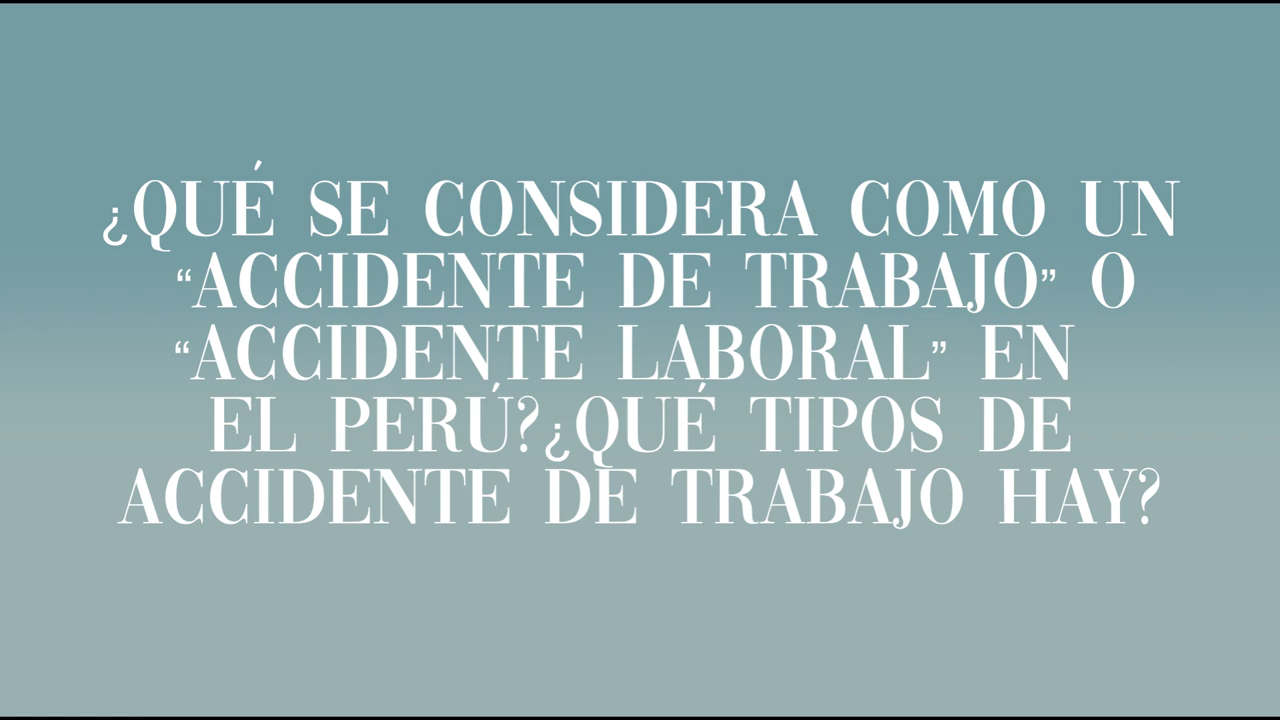 ¿QUÉ SE CONSIDERA COMO UN
“ACCIDENTE DE TRABAJO” O
“ACCIDENTE LABORAL” EN
EL PERÚ?¿QUÉ TIPOS DE
ACCIDENTE DE TRABAJO HAY?